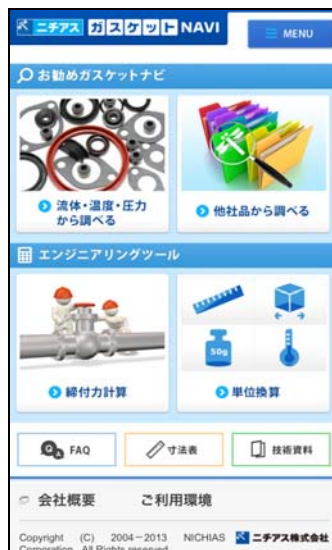 ニチアス ガスケット NAVI
MENU
お勧めガスケットナビ
流体・温度・圧力
から調べる
他社品から調べる
エンジニアリングツール
50g
締付力計算
単位換算
Q A FAQ
寸法表
技術資料
会社概要 ご利用環境
Copyright (C) 2004-2013 NICHIAS
Corporation. All Rights reserved.
ニチアス株式会社